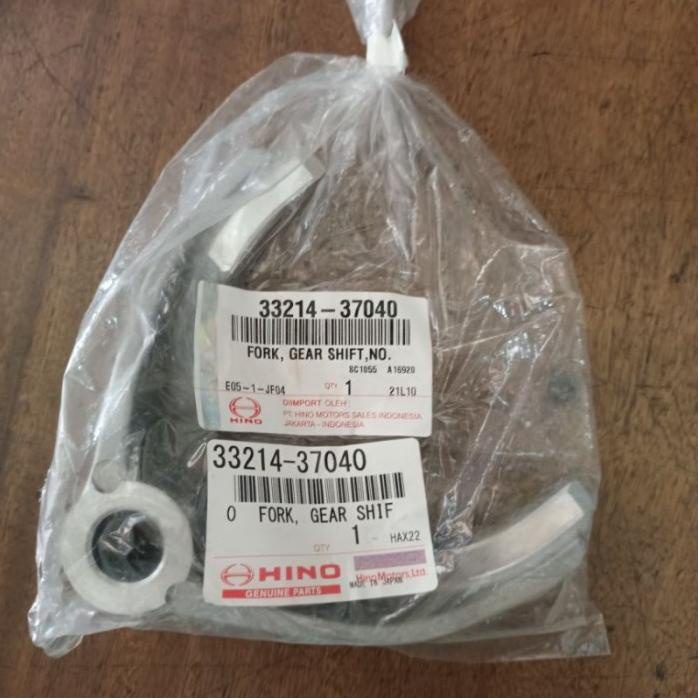 33214-37040
FORK, GEAR SHIFT,NO.
8C1055 A16920
E05-1-JF04 QTY 1 21L10
HINO
DIIMPORT OLEH :
PT. HINO MOTORS SALES INDONESIA
JAKARTA - INDONESIA
33214-37040
0 FORK, GEAR SHIF
QTY 1 HAX22
HINO
GENUINE PARTS
Hino Motors, Ltd.
MADE IN JAPAN